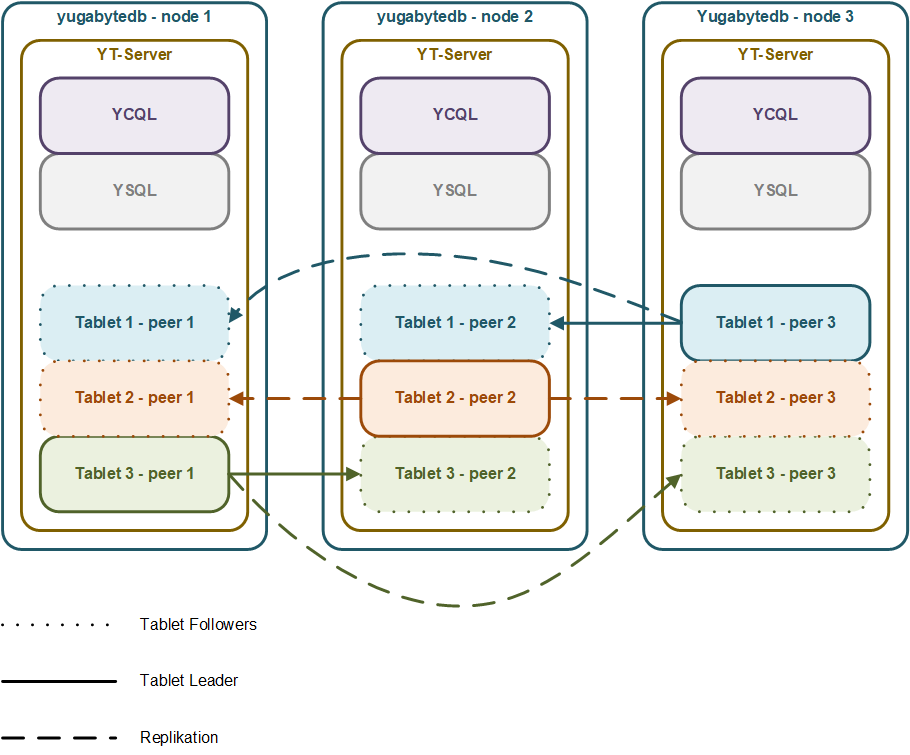 yugabytedb - node 1
yugabytedb - node 2
Yugabytedb - node 3
YT-Server
YT-Server
YT-Server
YCQL
YCQL
YCQL
YSQL
YSQL
YSQL
Tablet 1 - peer 1
Tablet 1 - peer 2
Tablet 1 - peer 3
Tablet 2 - peer 1
Tablet 2 - peer 2
Tablet 2 - peer 3
Tablet 3 - peer 1
Tablet 3 - peer 2
Tablet 3 - peer 3
Tablet Followers
Tablet Leader
Replikation